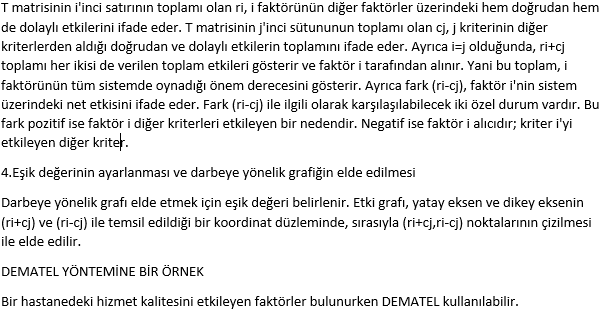 T matrisinin i'inci satırının toplamı olan ri, i faktörünün diğer faktörler üzerindeki hem doğrudan hem
de dolaylı etkilerini ifade eder. T matrisinin j'inci sütununun toplamı olan cj, j kriterinin diğer
kriterlerden aldığı doğrudan ve dolaylı etkilerin toplamını ifade eder. Ayrıca i=j olduğunda, ri+cj
toplamı her ikisi de verilen toplam etkileri gösterir ve faktör i tarafından alınır. Yani bu toplam, i
faktörünün tüm sistemde oynadığı önem derecesini gösterir. Ayrıca fark (ri-cj), faktör i'nin sistem
üzerindeki net etkisini ifade eder. Fark (ri-cj) ile ilgili olarak karşılaşılabilecek iki özel durum vardır. Bu
fark pozitif ise faktör i diğer kriterleri etkileyen bir nedendir. Negatif ise faktör i alıcıdır; kriter i'yi
etkileyen diğer kriter.
4.Eşik değerinin ayarlanması ve darbeye yönelik grafiğin elde edilmesi
Darbeye yönelik grafı elde etmek için eşik değeri belirlenir. Etki grafı, yatay eksen ve dikey eksenin
(ri+cj) ve (ri-cj) ile temsil edildiği bir koordinat düzleminde, sırasıyla (ri+cj,ri-cj) noktalarının çizilmesi
ile elde edilir.
DEMATEL YÖNTEMİNE BİR ÖRNEK
Bir hastanedeki hizmet kalitesini etkileyen faktörler bulunurken DEMATEL kullanılabilir.